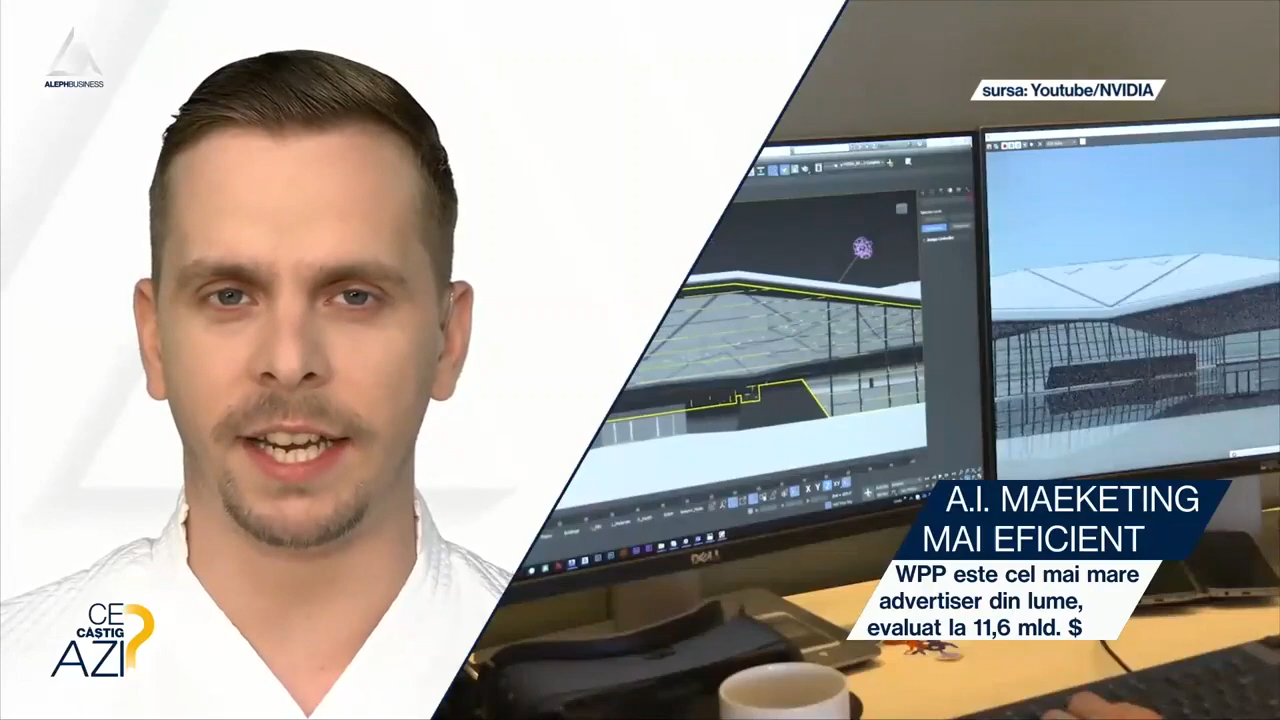 ALEPHBUSINESS
sursa: Youtube/NVIDIA
A.I. MAEKETING
MAI EFICIENT
WPP este cel mai mare
advertiser din lume,
evaluat la 11,6 mld. $
CE
CÂȘTIG
AZI?
DELL